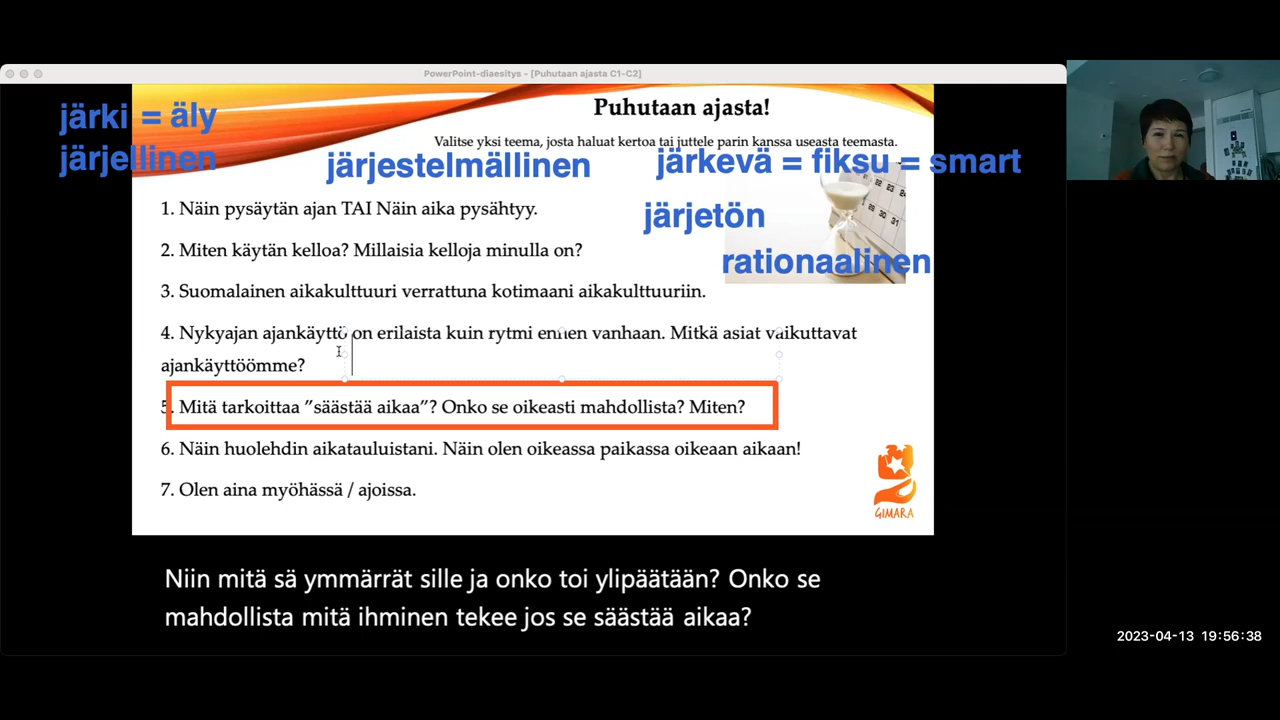 PowerPoint-diaesitys - [Puhutaan ajasta C1-C2]
järki = äly
järjellinen
Puhutaan ajasta!
Valitse yksi teema, josta haluat kertoa tai juttele parin kanssa useasta teemasta.
järjestelmällinen
järkevä = fiksu = smart
järjetön
rationaalinen
22 23 24
29 30 31
1. Näin pysäytän ajan TAI Näin aika pysähtyy.
2. Miten käytän kelloa? Millaisia kelloja minulla on?
3. Suomalainen aikakulttuuri verrattuna kotimaani aikakulttuuriin.
4. Nykyajan ajankäyttö on erilaista kuin rytmi ennen vanhaan. Mitkä asiat vaikuttavat
ajankäyttöömme?
5. Mitä tarkoittaa ”säästää aikaa”? Onko se oikeasti mahdollista? Miten?
6. Näin huolehdin aikatauluistani. Näin olen oikeassa paikassa oikeaan aikaan!
7. Olen aina myöhässä / ajoissa.
GIMARA
Niin mitä sä ymmärrät sille ja onko toi ylipäätään? Onko se
mahdollista mitä ihminen tekee jos se säästää aikaa?
2023-04-13 19:56:38